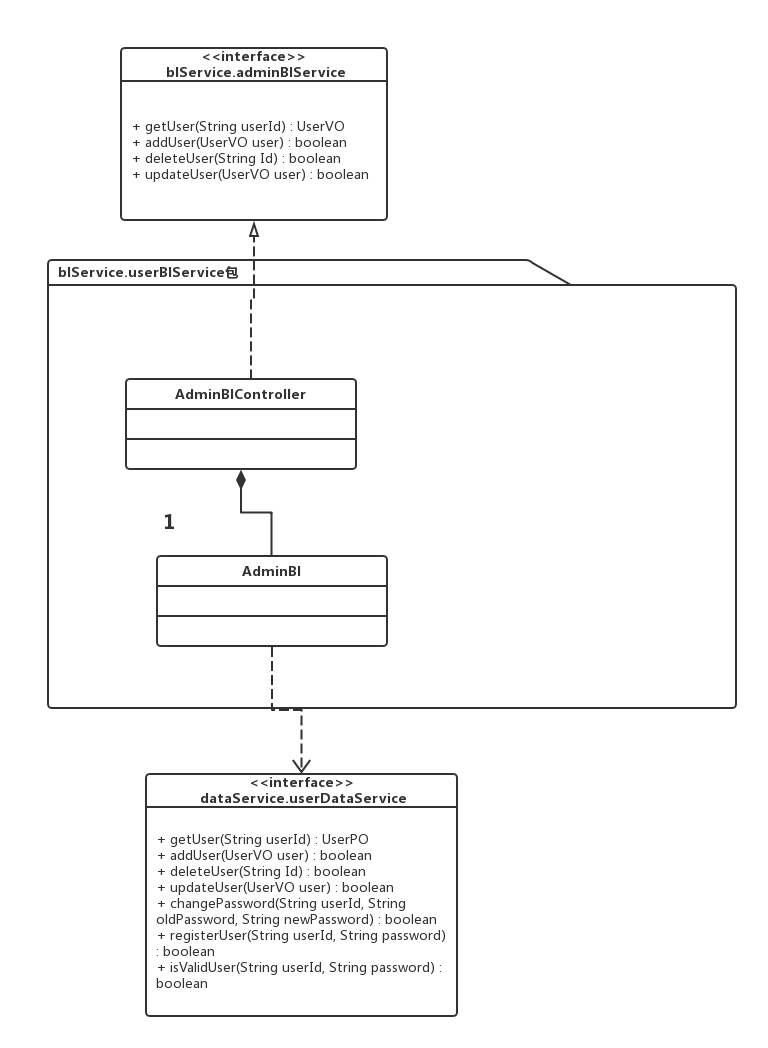 <<interface>>
blService.adminBlService
+ getUser(String userId) : UserVO
+ addUser(UserVO user) : boolean
+ deleteUser(String Id) : boolean
+ updateUser(UserVO user) : boolean
blService.userBlService包
AdminBlController
1
AdminBl
<<interface>>
dataService.userDataService
+ getUser(String userId) : UserPO
+ addUser(UserVO user) : boolean
+ deleteUser(String Id) : boolean
+ updateUser(UserVO user) : boolean
+ changePassword(String userId, String
oldPassword, String newPassword) : boolean
+ registerUser(String userId, String password)
: boolean
+ isValidUser(String userId, String password) :
boolean